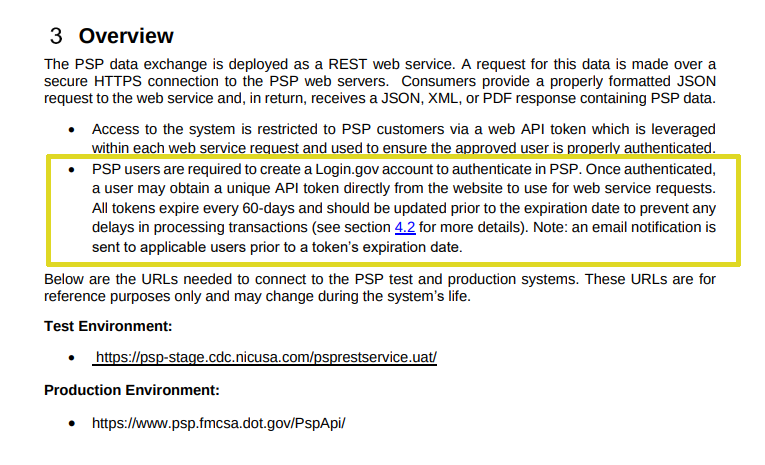 3 Overview
The PSP data exchange is deployed as a REST web service. A request for this data is made over a
secure HTTPS connection to the PSP web servers. Consumers provide a properly formatted JSON
request to the web service and, in return, receives a JSON, XML, or PDF response containing PSP data.
• Access to the system is restricted to PSP customers via a web API token which is leveraged
within each web service request and used to ensure the approved user is properly authenticated.
• PSP users are required to create a Login.gov account to authenticate in PSP. Once authenticated,
a user may obtain a unique API token directly from the website to use for web service requests.
All tokens expire every 60-days and should be updated prior to the expiration date to prevent any
delays in processing transactions (see section 4.2 for more details). Note: an email notification is
sent to applicable users prior to a token's expiration date.
Below are the URLs needed to connect to the PSP test and production systems. These URLs are for
reference purposes only and may change during the system's life.
Test Environment:
• https://psp-stage.cdc.nicusa.com/psprestservice.uat/
Production Environment:
• https://www.psp.fmcsa.dot.gov/PspApi/